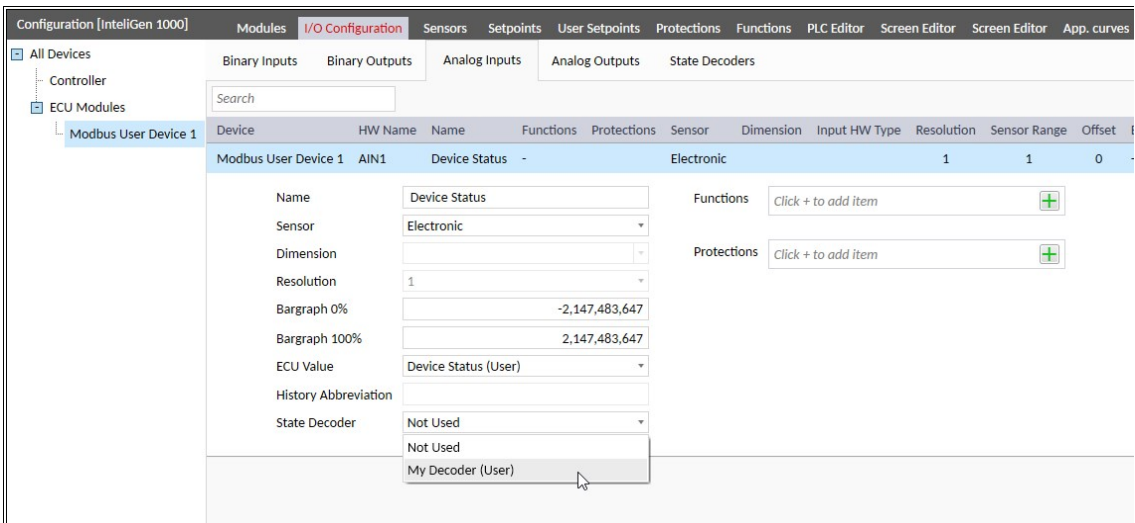 Configuration [InteliGen 1000]
Modules I/O Configuration Sensors Setpoints User Setpoints Protections Functions PLC Editor Screen Editor Screen Editor App. curves
All Devices
Controller
ECU Modules
Modbus User Device 1
Binary Inputs Binary Outputs Analog Inputs Analog Outputs State Decoders
Search
Device HW Name Name Functions Protections Sensor Dimension Input HW Type Resolution Sensor Range Offset
Modbus User Device 1 AIN1 Device Status - Electronic 1 1 0 -
Name Device Status
Functions Click + to add item
Sensor Electronic
Dimension
Protections Click + to add item
Resolution 1
Bargraph 0% -2,147,483,647
Bargraph 100% 2,147,483,647
ECU Value Device Status (User)
History Abbreviation
State Decoder Not Used
Not Used
My Decoder (User)